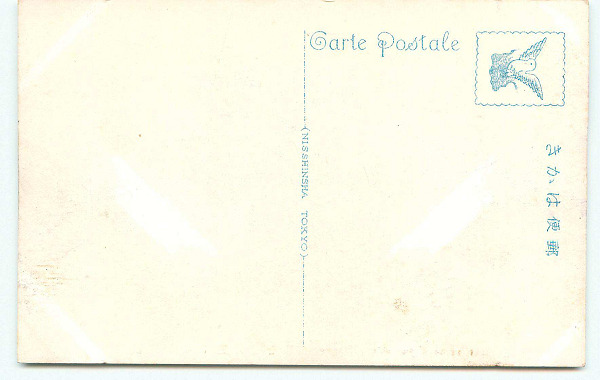 Carte Postale
(NISSHINSHA TOKYO)
郵便はかき